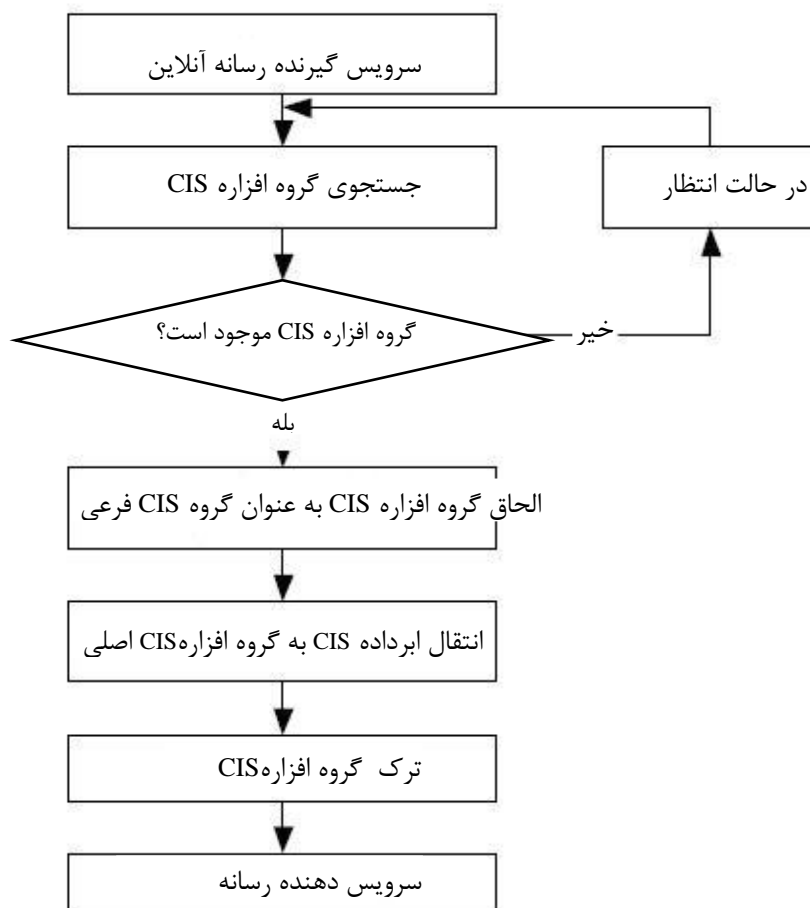 سرویس گیرنده رسانه آنلاین
جستجوی گروه افزاره CIS
در حالت انتظار
گروه افزاره CIS موجود است؟
خیر
بله
الحاق گروه افزاره CIS به عنوان گروه CIS فرعی
انتقال ابرداده CIS به گروه افزارهCIS اصلی
ترک گروه افزارهCIS
سرویس دهنده رسانه